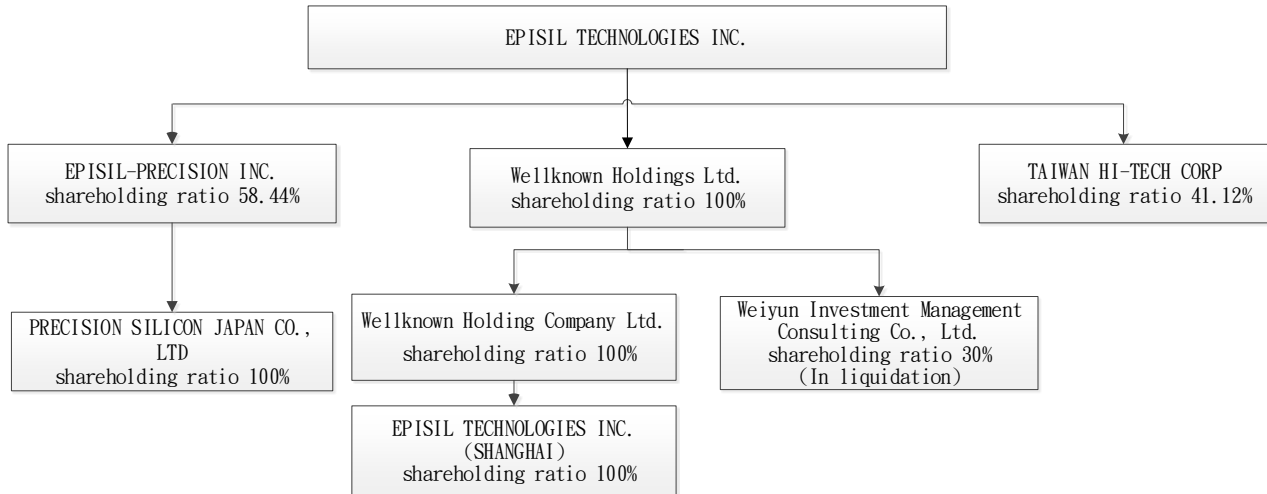 EPISIL TECHNOLOGIES INC.
EPISIL-PRECISION INC.
shareholding ratio 58.44%
Wellknown Holdings Ltd.
shareholding ratio 100%
TAIWAN HI-TECH CORP
shareholding ratio 41.12%
PRECISION SILICON JAPAN CO.,
LTD
shareholding ratio 100%
Wellknown Holding Company Ltd.
shareholding ratio 100%
Weiyun Investment Management
Consulting Co., Ltd.
shareholding ratio 30%
(In liquidation)
EPISIL TECHNOLOGIES INC.
(SHANGHAI)
shareholding ratio 100%